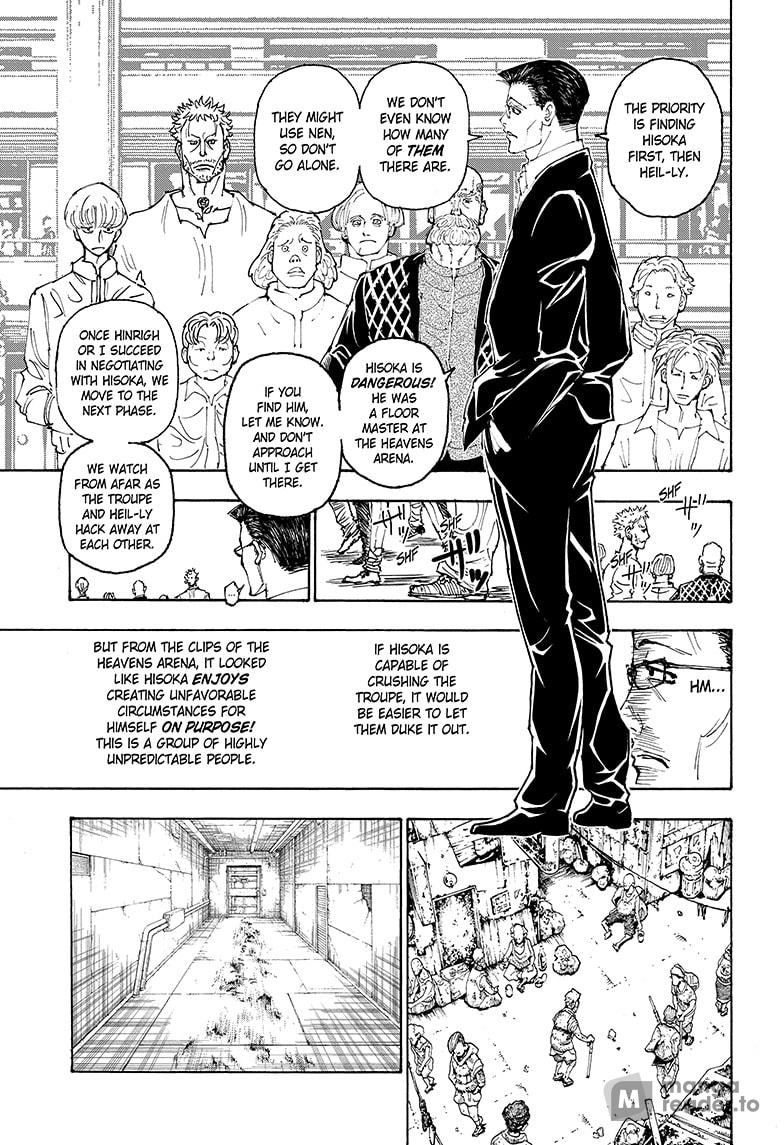 THE PRIORITY
IS FINDING
HISOKA
FIRST, THEN
HEIL-LY.
WE DON'T
EVEN KNOW
HOW MANY
OF THEM
THERE ARE.
THEY MIGHT
USE NEN,
SO DON'T
GO ALONE.
HISOKA IS
DANGEROUS!
HE WAS
A FLOOR
MASTER AT
THE HEAVENS
ARENA.
IF YOU
FIND HIM,
LET ME KNOW.
AND DON'T
APPROACH
UNTIL I GET
THERE.
ONCE HINRIGH
OR I SUCCEED
IN NEGOTIATING
WITH HISOKA, WE
MOVE TO THE
NEXT PHASE.
WE WATCH
FROM AFAR AS
THE TROUPE
AND HEIL-LY
HACK AWAY AT
EACH OTHER.
SHF
ザッ
SHF
SHF
ザッ
SHF
ザッ
SHF
...
HM...
IF HISOKA IS
CAPABLE OF
CRUSHING THE
TROUPE, IT WOULD
BE EASIER TO LET
THEM DUKE IT OUT.
BUT FROM THE CLIPS OF THE
HEAVENS ARENA, IT LOOKED
LIKE HISOKA ENJOYS
CREATING UNFAVORABLE
CIRCUMSTANCES FOR
HIMSELF ON PURPOSE!
THIS IS A GROUP OF HIGHLY
UNPREDICTABLE PEOPLE.
M manga
reader.to